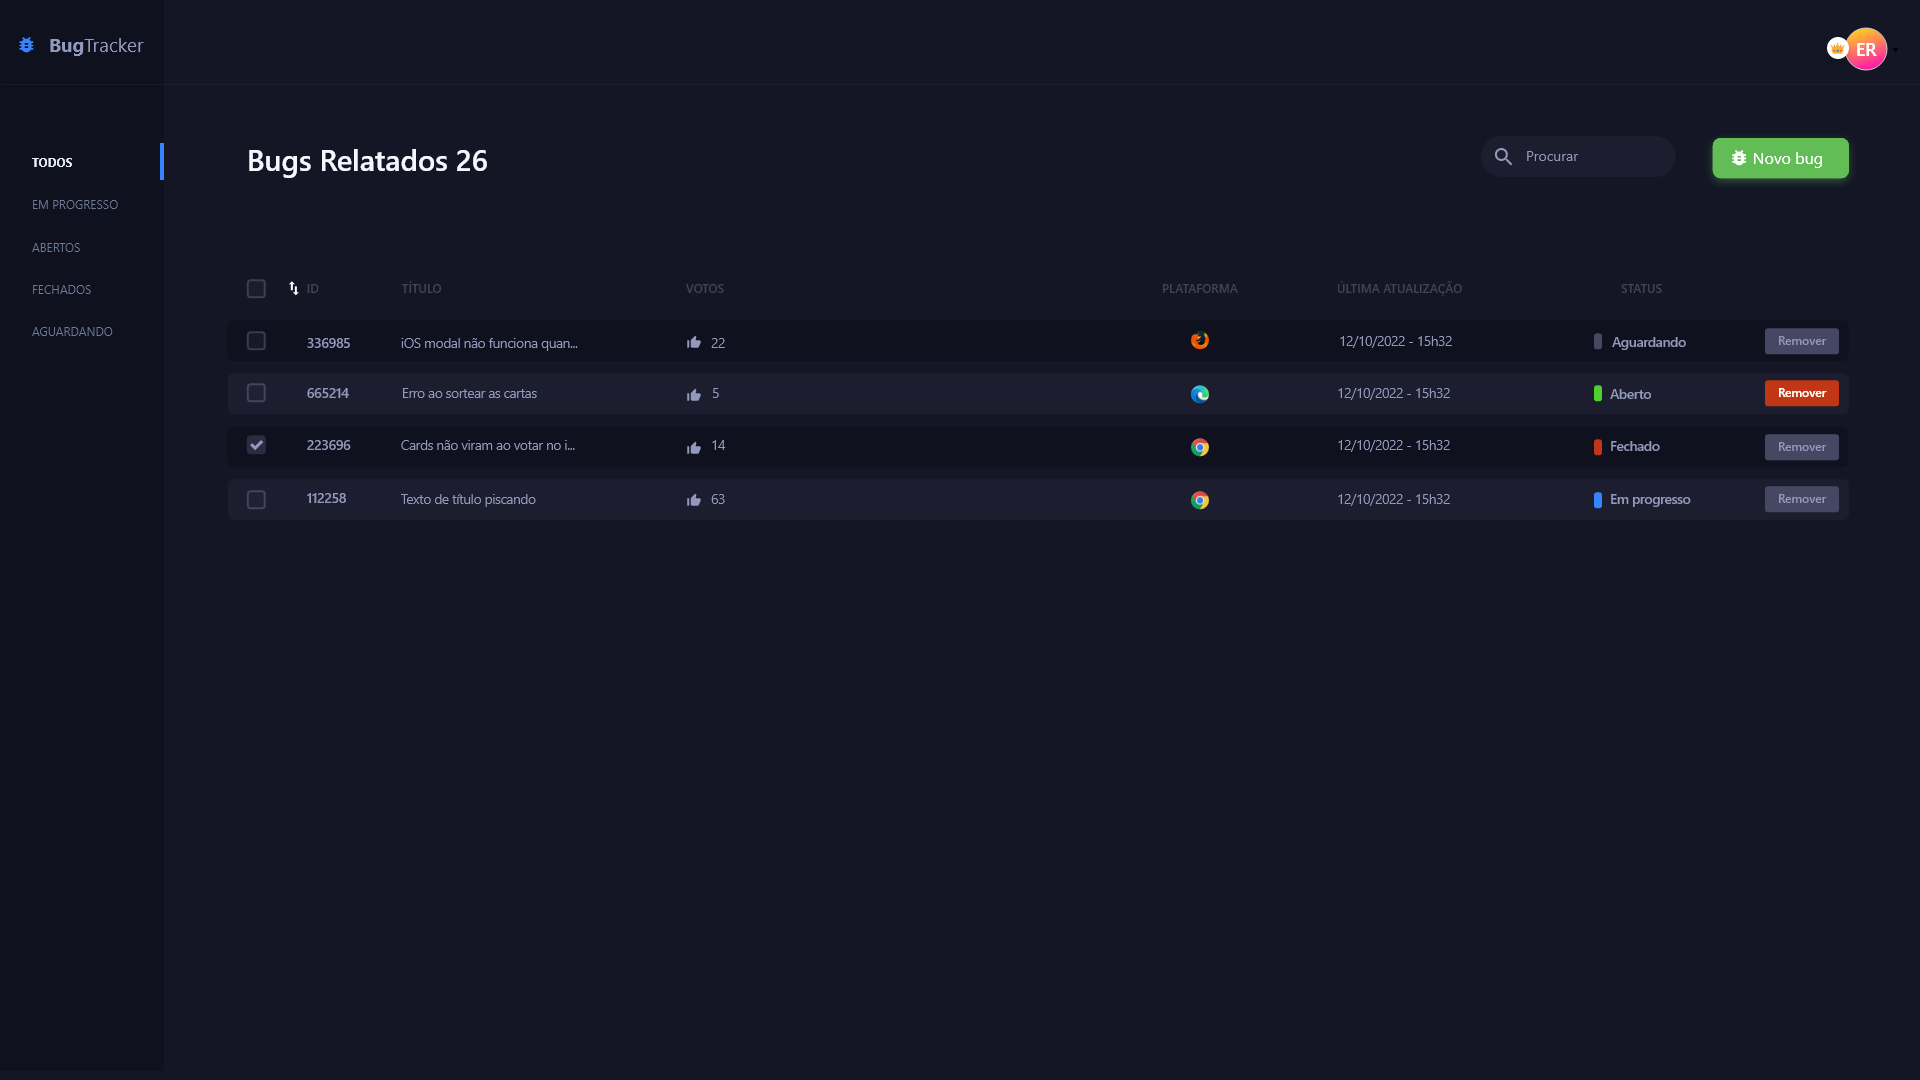 BugTracker
ER
TODOS
EM PROGRESSO
ABERTOS
FECHADOS
AGUARDANDO
Bugs Relatados 26
Procurar
Novo bug
ID TÍTULO VOTOS PLATAFORMA ÚLTIMA ATUALIZAÇÃO STATUS
336985 iOS modal não funciona quan... 22 12/10/2022 - 15h32 Aguardando Remover
665214 Erro ao sortear as cartas 5 12/10/2022 - 15h32 Aberto Remover
223696 Cards não viram ao votar no i... 14 12/10/2022 - 15h32 Fechado Remover
112258 Texto de título piscando 63 12/10/2022 - 15h32 Em progresso Remover